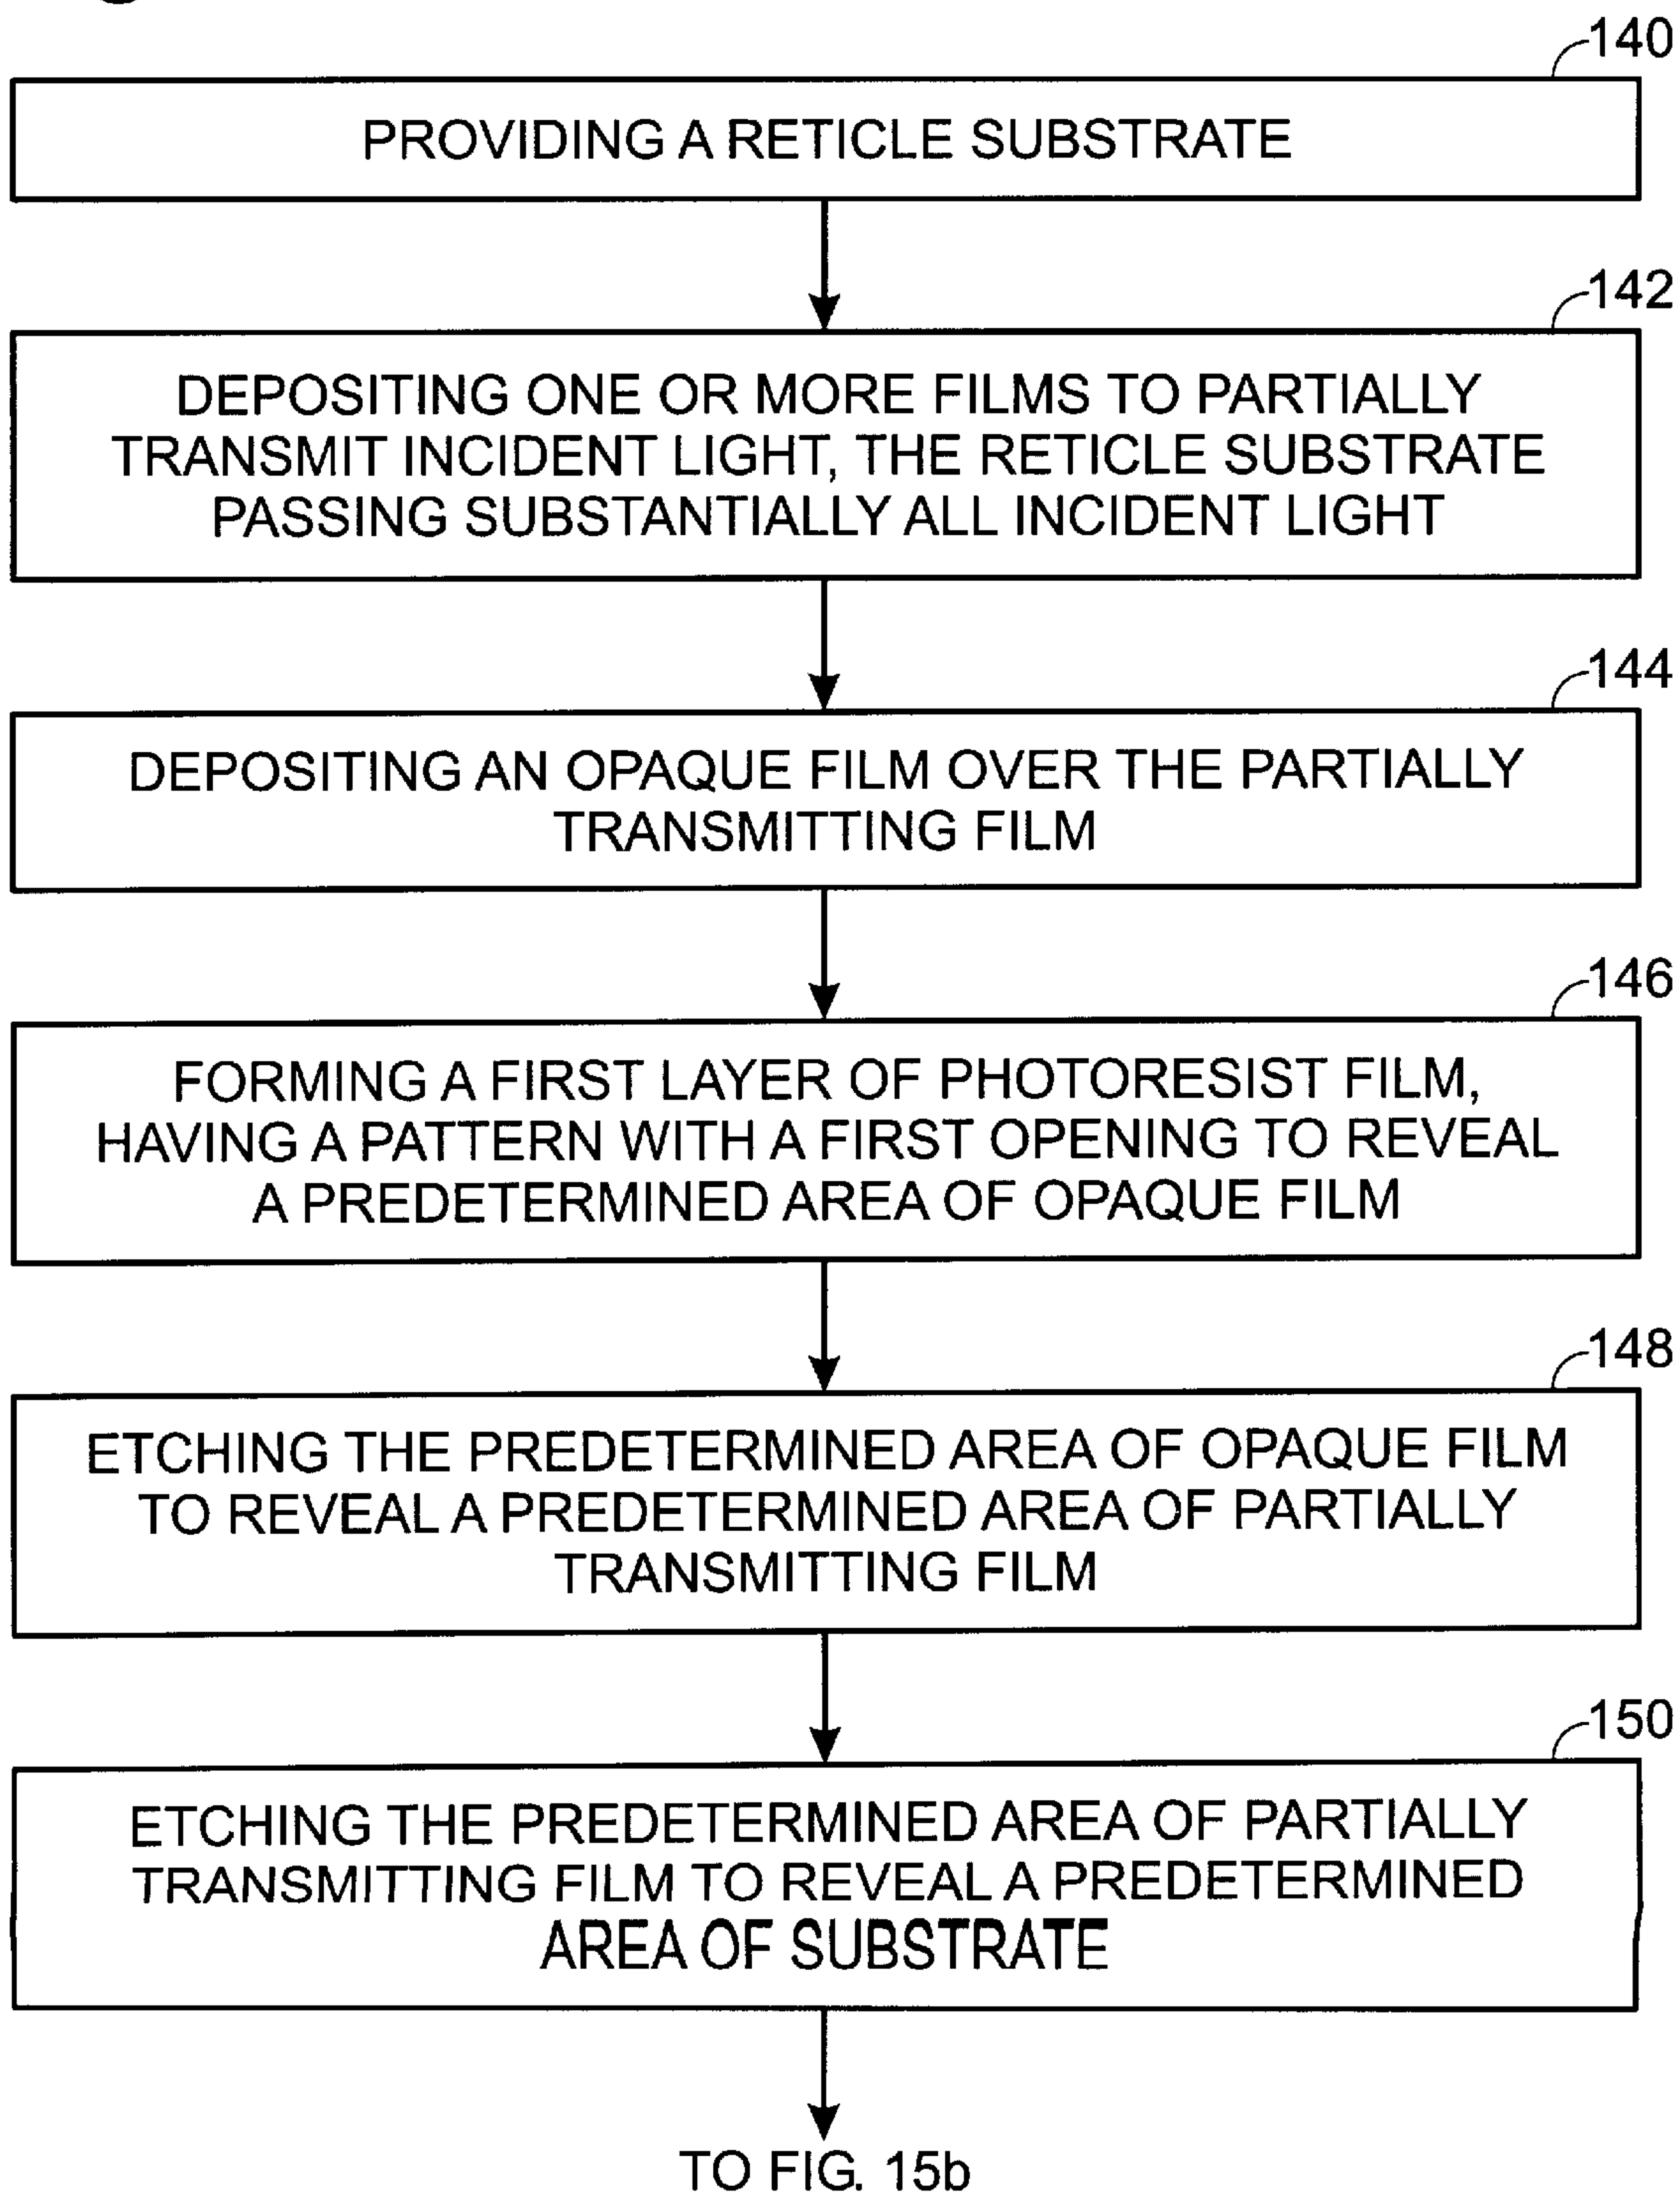 140
PROVIDING A RETICLE SUBSTRATE
142
DEPOSITING ONE OR MORE FILMS TO PARTIALLY
TRANSMIT INCIDENT LIGHT, THE RETICLE SUBSTRATE
PASSING SUBSTANTIALLY ALL INCIDENT LIGHT
144
DEPOSITING AN OPAQUE FILM OVER THE PARTIALLY
TRANSMITTING FILM
146
FORMING A FIRST LAYER OF PHOTORESIST FILM,
HAVING A PATTERN WITH A FIRST OPENING TO REVEAL
A PREDETERMINED AREA OF OPAQUE FILM
148
ETCHING THE PREDETERMINED AREA OF OPAQUE FILM
TO REVEAL A PREDETERMINED AREA OF PARTIALLY
TRANSMITTING FILM
150
ETCHING THE PREDETERMINED AREA OF PARTIALLY
TRANSMITTING FILM TO REVEAL A PREDETERMINED
AREA OF SUBSTRATE
TO FIG. 15b